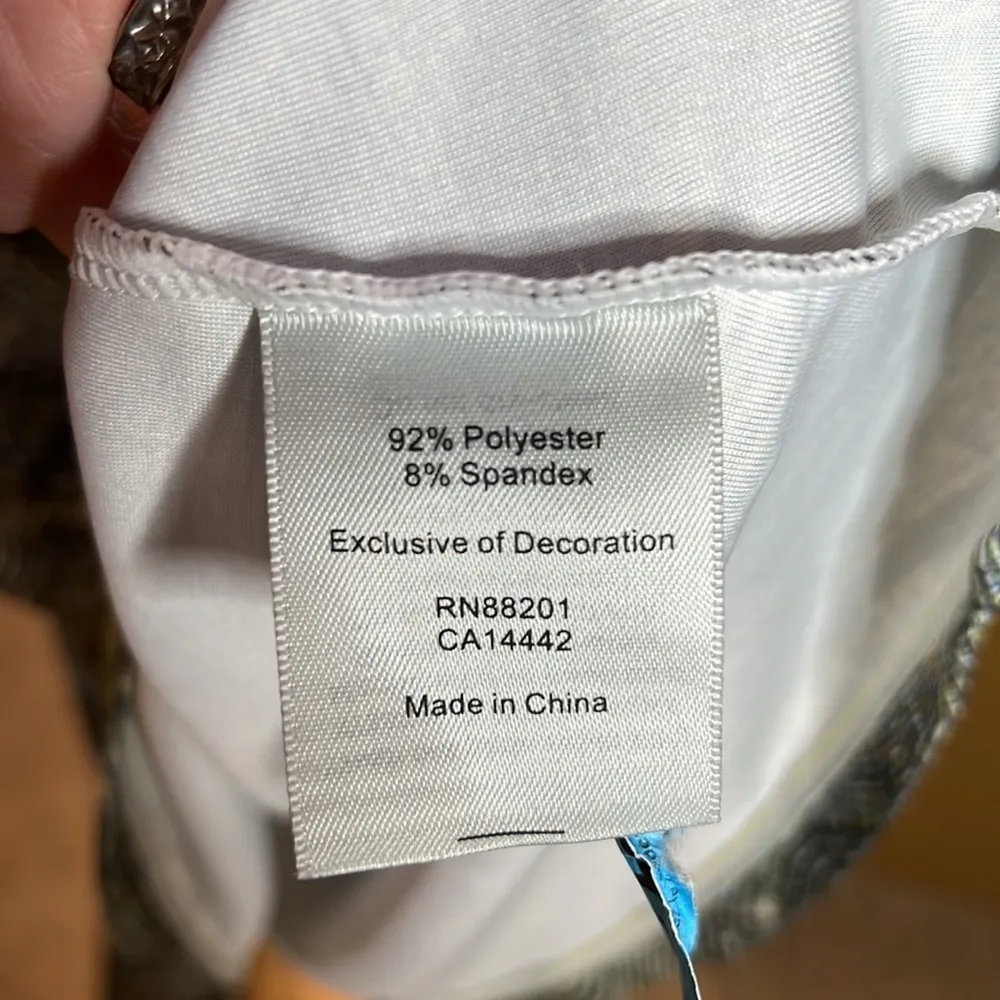 92% Polyester
8% Spandex
Exclusive of Decoration
RN88201
CA14442
Made in China